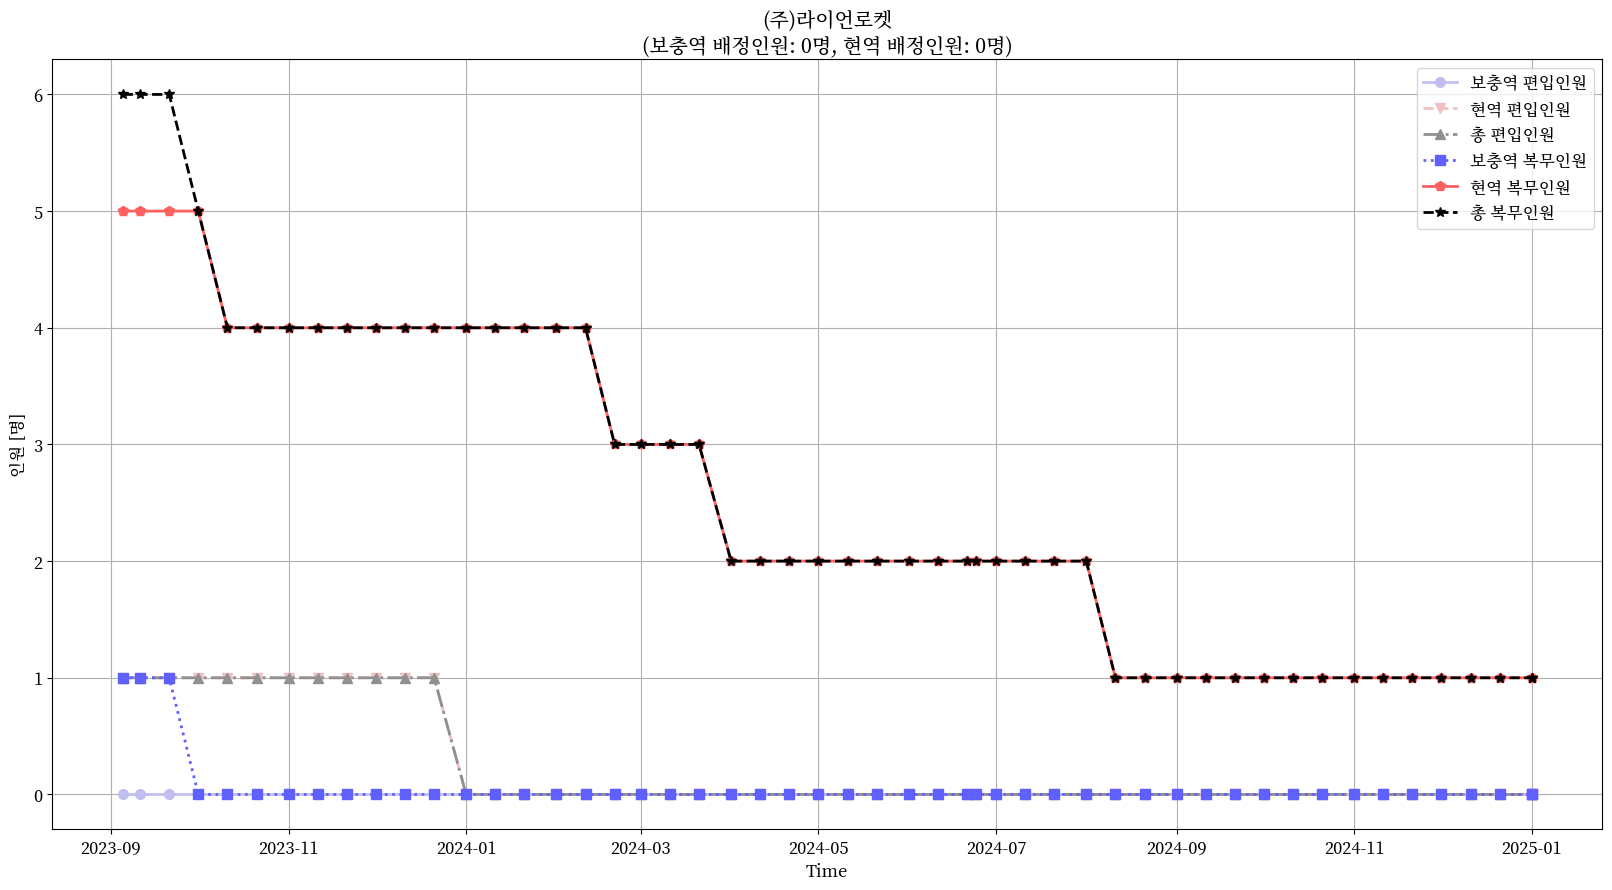 (주)라이언로켓
(보충역 배정인원: 0명, 현역 배정인원: 0명)
보충역 편입인원
현역 편입인원
총 편입인원
보충역 복무인원
현역 복무인원
총 복무인원
인원 [명]
6
5
4
3
2
1
0
2023-09 2023-11 2024-01 2024-03 2024-05 2024-07 2024-09 2024-11 2025-01
Time